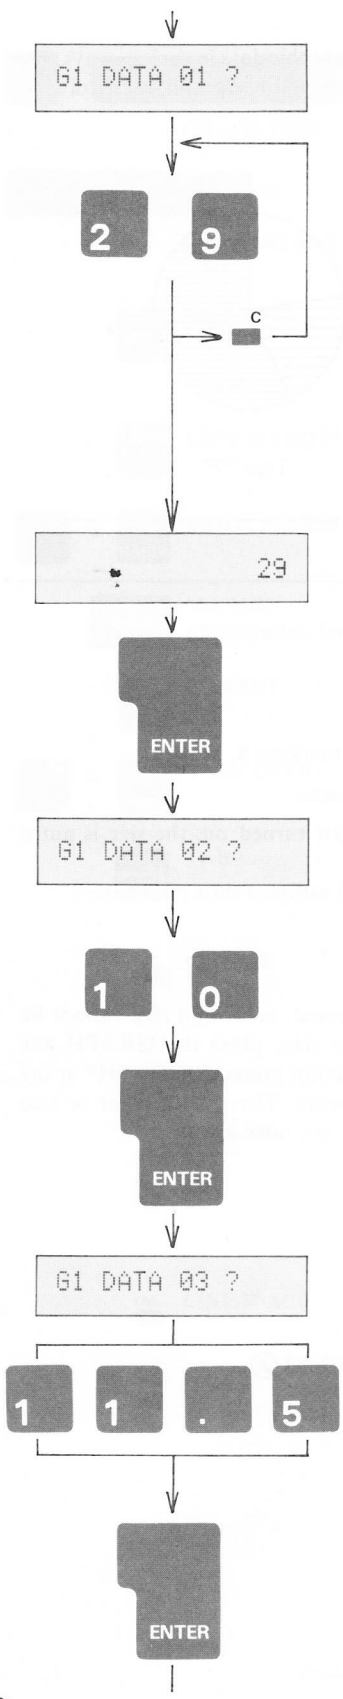 G1 DATA 01 ?
2 9
C
29
ENTER
G1 DATA 02 ?
1 0
ENTER
G1 DATA 03 ?
1 1 . 5
ENTER